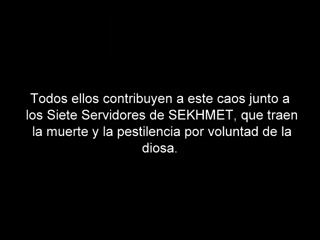 Todos ellos contribuyen a este caos junto a
los Siete Servidores de SEKHMET, que traen
la muerte y la pestilencia por voluntad de la
diosa.